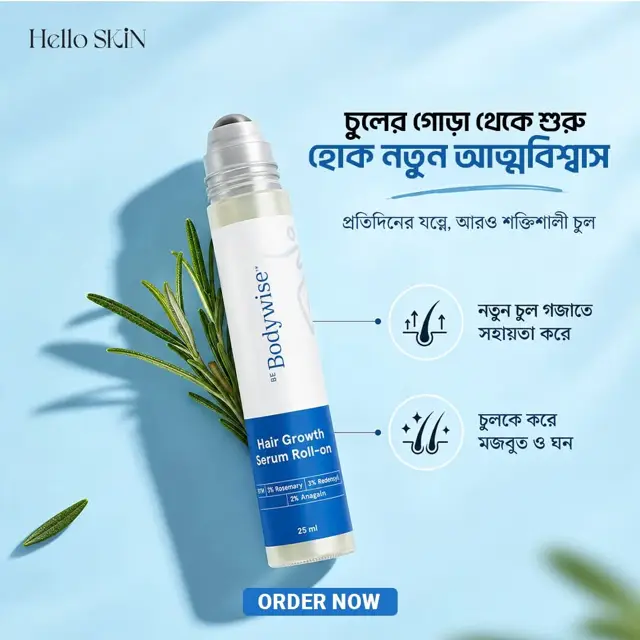 Hello SKiN
চুলের গোড়া থেকে শুরু
হোক নতুন আত্মবিশ্বাস
প্রতিদিনের যত্নে, আরও শক্তিশালী চুল
নতুন চুল গজাতে
সহায়তা করে
চুলকে করে
মজবুত ও ঘন
BE Bodywise
Hair Growth
Serum Roll-on
3% Rosemary 3% Redensyl
2% Anagain
25 ml
ORDER NOW